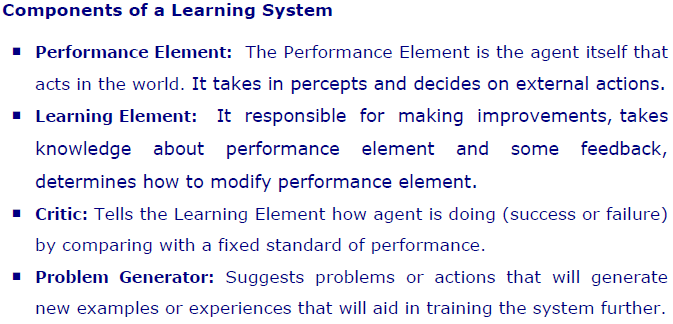 Components of a Learning System
▪ Performance Element: The Performance Element is the agent itself that
acts in the world. It takes in percepts and decides on external actions.
▪ Learning Element: It responsible for making improvements, takes
knowledge about performance element and some feedback,
determines how to modify performance element.
▪ Critic: Tells the Learning Element how agent is doing (success or failure)
by comparing with a fixed standard of performance.
▪ Problem Generator: Suggests problems or actions that will generate
new examples or experiences that will aid in training the system further.